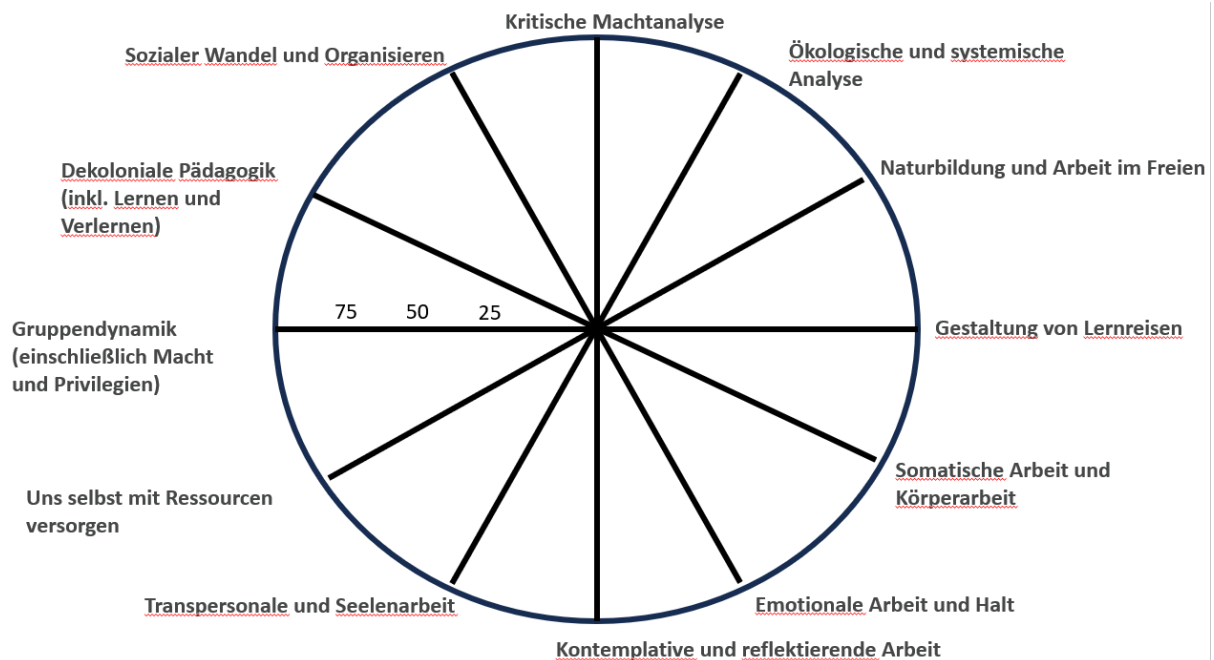 Kritische Machtanalyse
Sozialer Wandel und Organisieren
Ökologische und systemische
Analyse
Dekoloniale Pädagogik
(inkl. Lernen und
Verlernen)
Naturbildung und Arbeit im Freien
75 50 25
Gruppendynamik
(einschließlich Macht
und Privilegien)
Gestaltung von Lernreisen
Somatische Arbeit und
Körperarbeit
Uns selbst mit Ressourcen
versorgen
Transpersonale und Seelenarbeit
Emotionale Arbeit und Halt
Kontemplative und reflektierende Arbeit